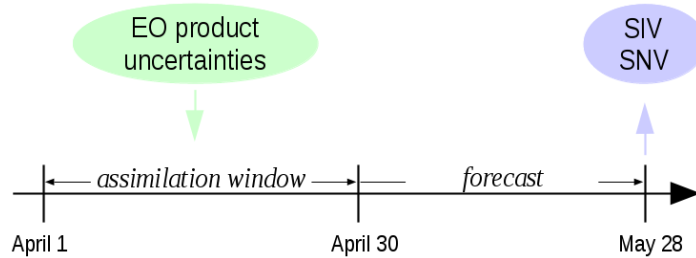 EO product
uncertainties
SIV
SNV
assimilation window
forecast
April 1
April 30
May 28